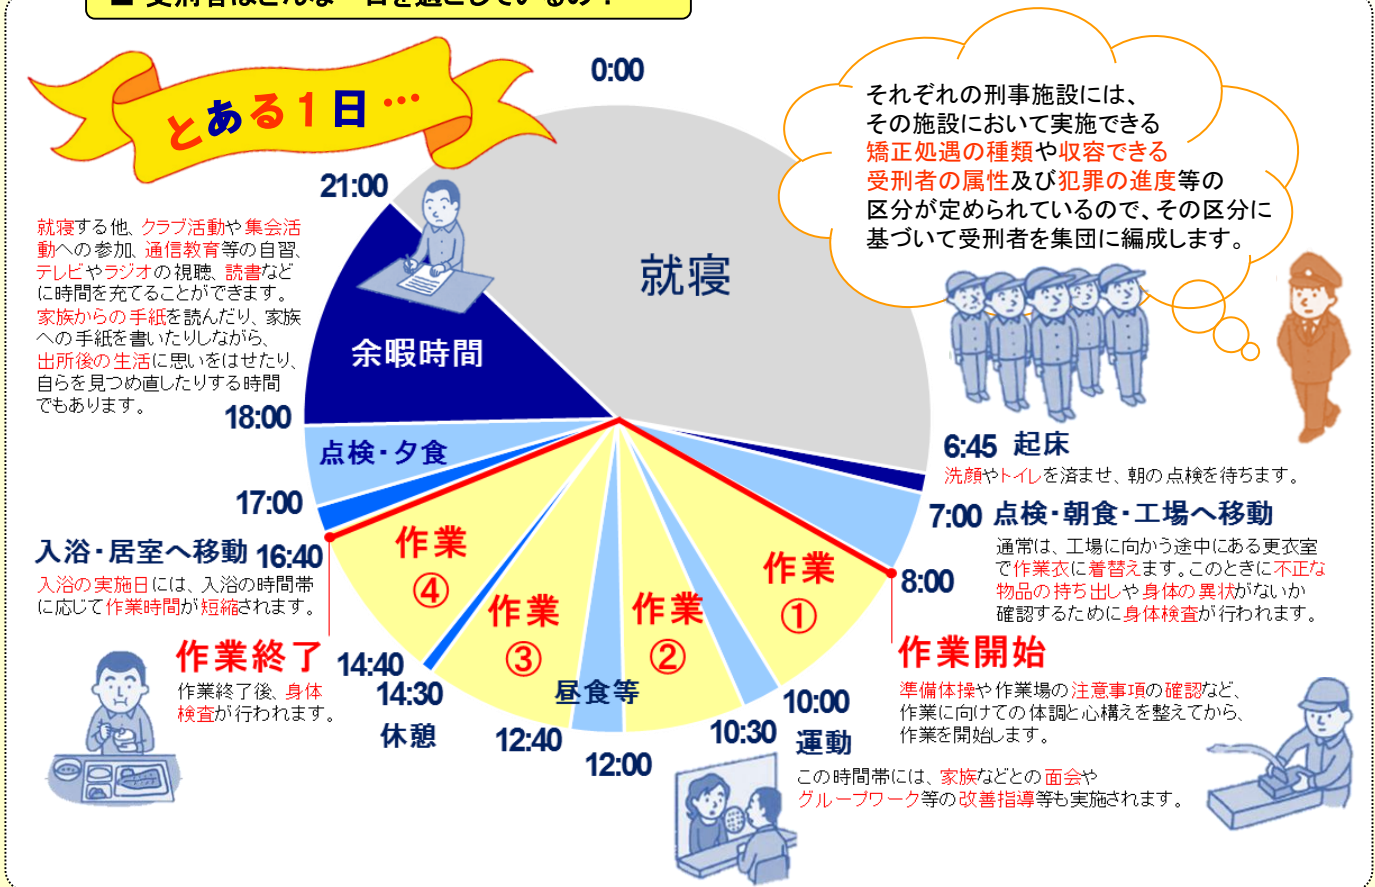 とある1日…
0:00
それぞれの刑事施設には、
その施設において実施できる
矯正処遇の種類や収容できる
受刑者の属性及び犯罪の進度等の
区分が定められているので、その区分に
基づいて受刑者を集団に編成します。
21:00
就寝する他、クラブ活動や集会活
動への参加、通信教育等の自習、
テレビやラジオの視聴、読書など
に時間を充てることができます。
家族からの手紙を読んだり、家族
への手紙を書いたりしながら、
出所後の生活に思いをはせたり、
自らを見つめ直したりする時間
でもあります。
就寝
余暇時間
18:00
点検・夕食
6:45 起床
洗顔やトイレを済ませ、朝の点検を待ちます。
17:00
7:00 点検・朝食・工場へ移動
通常は、工場に向かう途中にある更衣室
で作業衣に着替えます。このときに不正な
物品の持ち出しや身体の異状がないか
確認するために身体検査が行われます。
入浴・居室へ移動 16:40
入浴の実施日には、入浴の時間帯
に応じて作業時間が短縮されます。
8:00
作業
①
作業
②
作業
③
作業
④
作業終了
作業終了後、身体
検査が行われます。
作業開始
準備体操や作業場の注意事項の確認など、
作業に向けての体調と心構えを整えてから、
作業を開始します。
14:40
14:30
休憩
昼食等
12:40
12:00
10:30
10:00
運動
この時間帯には、家族などとの面会や
グループワーク等の改善指導等も実施されます。